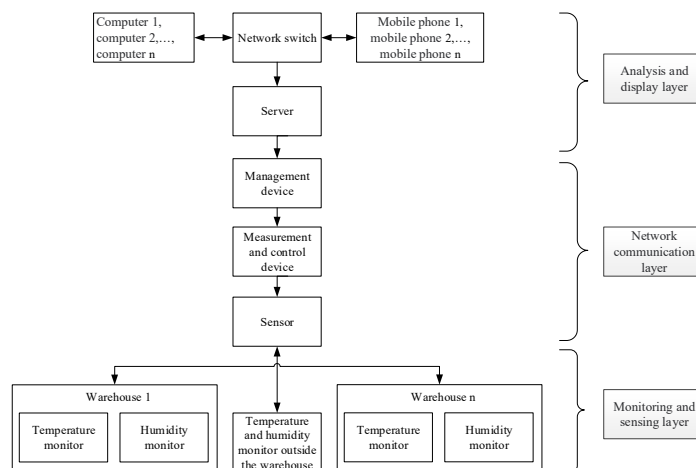 Computer 1,
computer 2,…,
computer n
Network switch
Mobile phone 1,
mobile phone 2,…,
mobile phone n
Analysis and
display layer
Server
Management
device
Measurement
and control
device
Network
communication
layer
Sensor
Warehouse 1
Temperature
monitor
Humidity
monitor
Temperature
and humidity
monitor outside
the warehouse
Warehouse n
Temperature
monitor
Humidity
monitor
Monitoring and
sensing layer